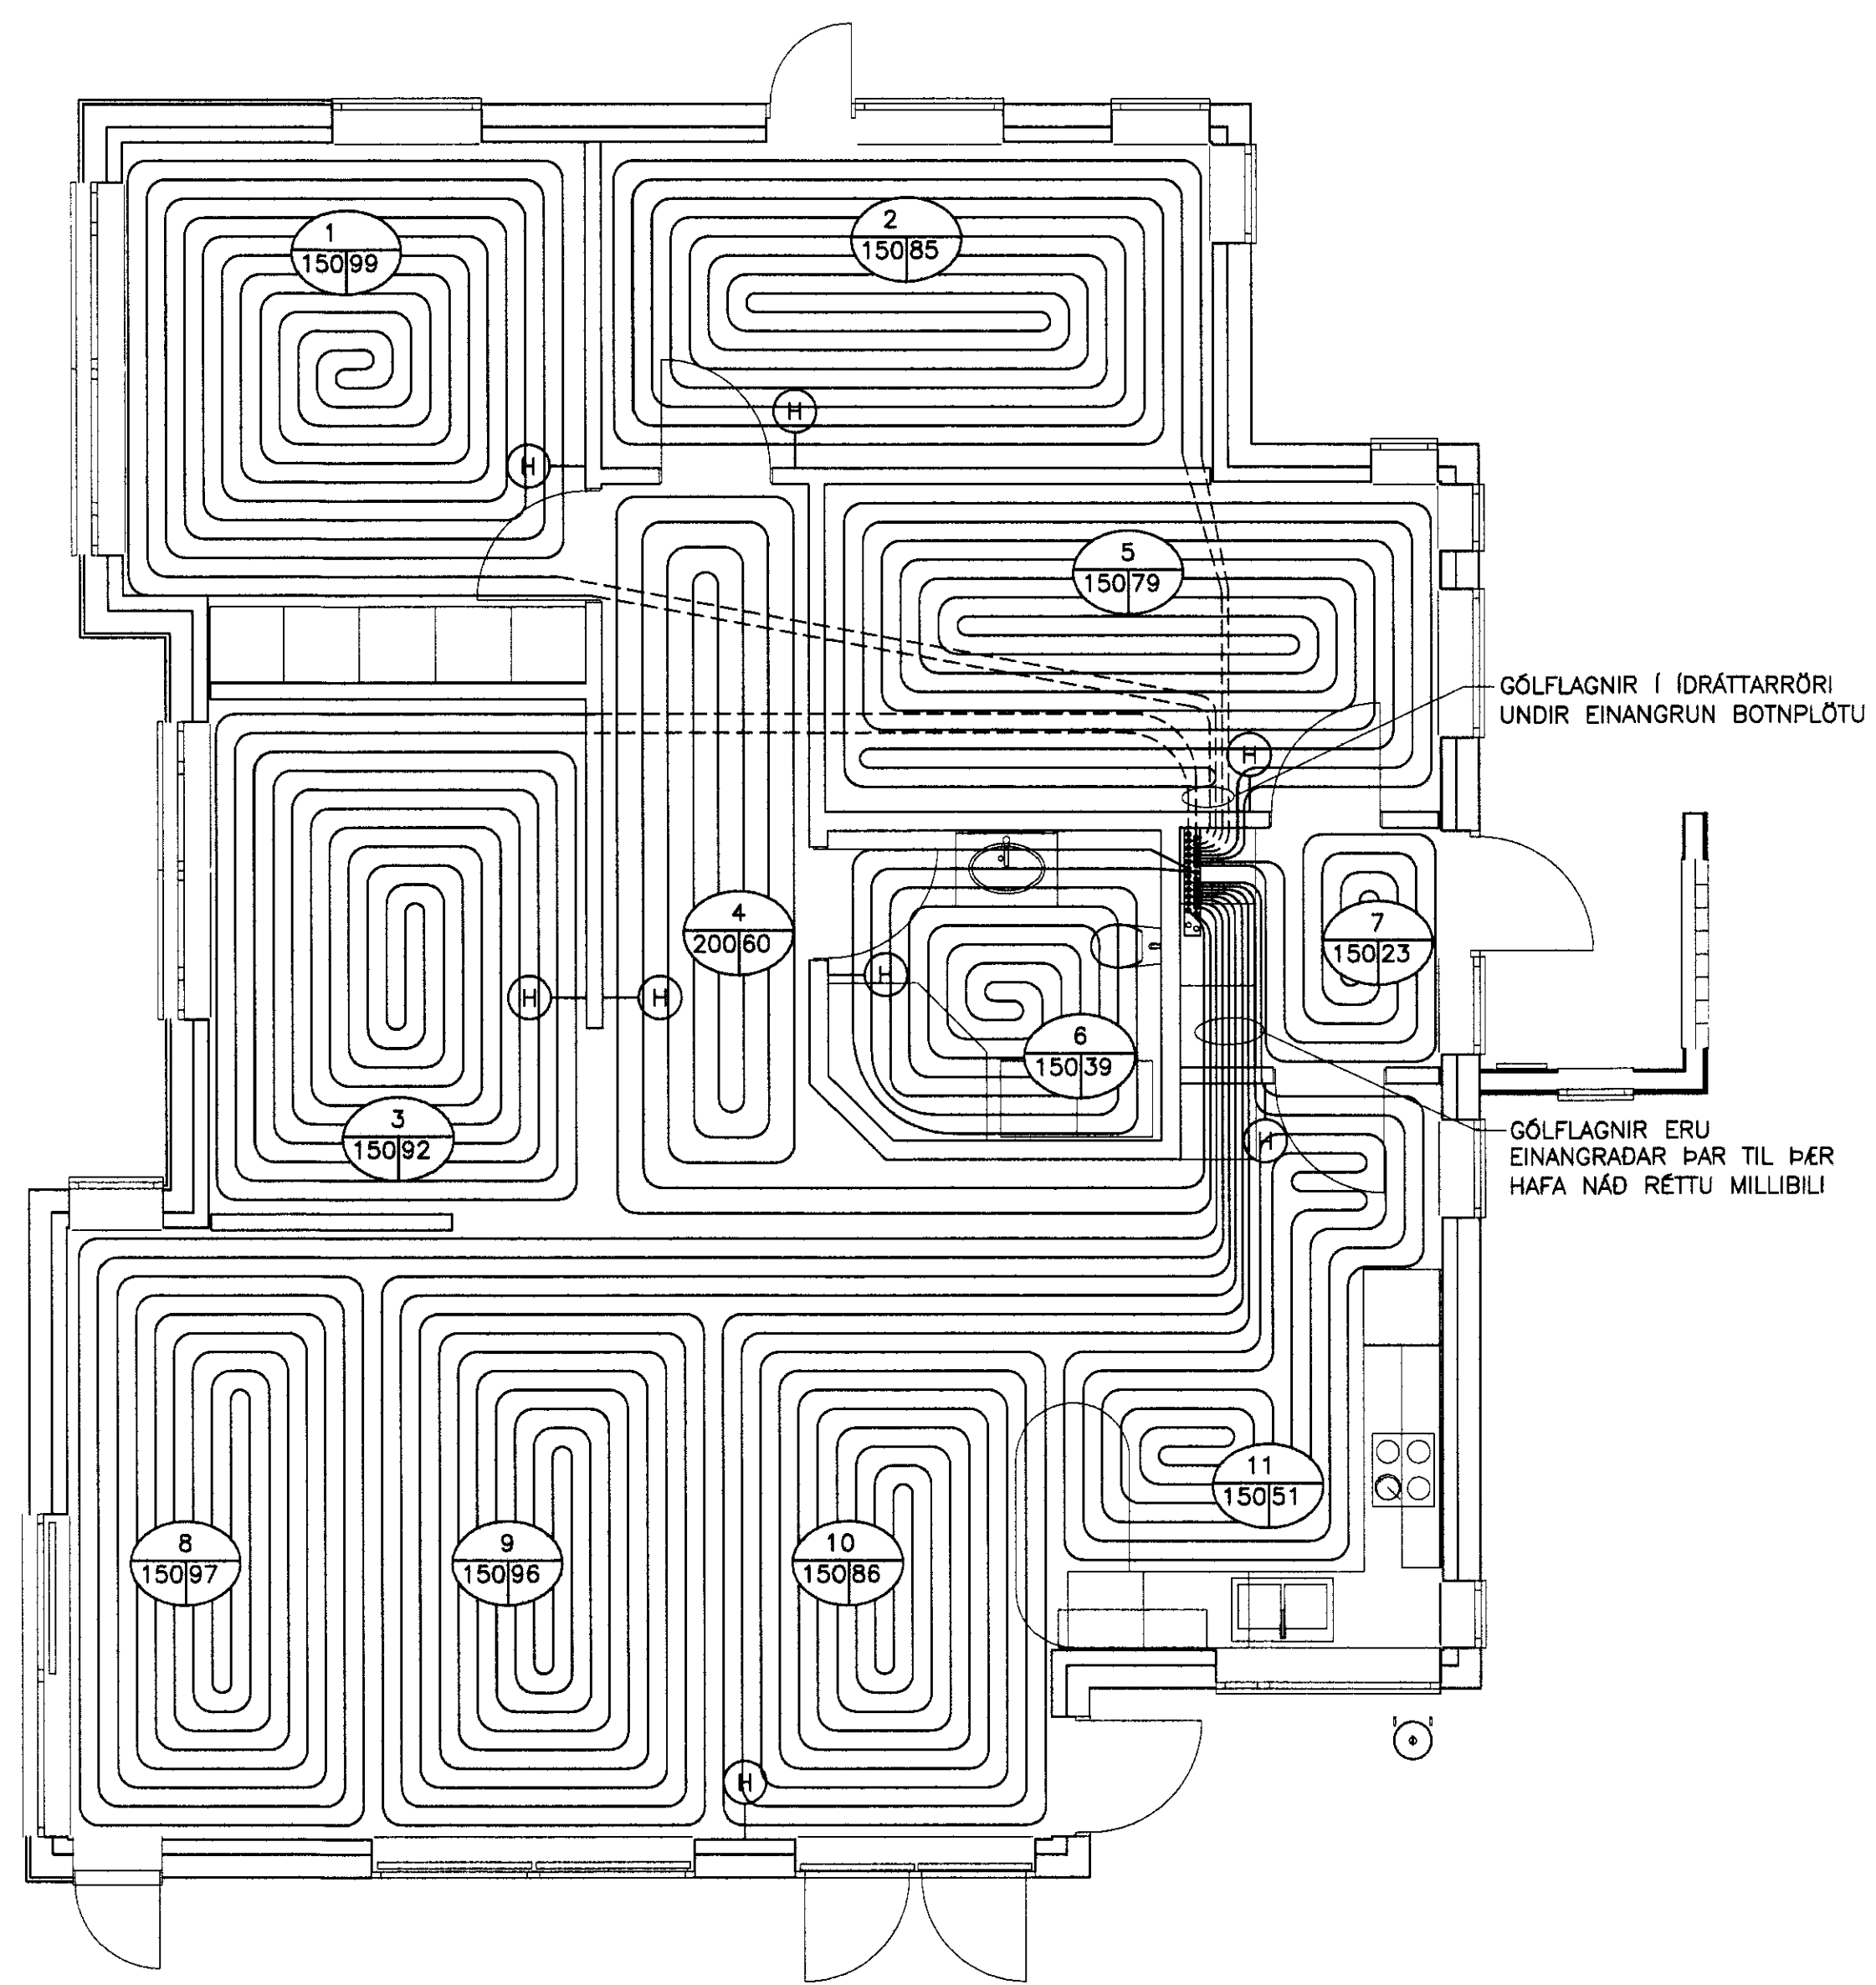 1
150 99
2
150 85
H
H
5
150 79
GÓLFLAGNIR Í ÍDRÁTTARRÖRI
UNDIR EINANGRUN BOTNPLÖTU
H
4
200 60
7
150 23
H
H
H
6
150 39
3
150 92
H
GÓLFLAGNIR ERU
EINANGRAÐAR ÞAR TIL ÞÆR
HAFA NÁÐ RÉTTU MILLIBILI
11
150 51
8
150 97
9
150 96
10
150 86
H